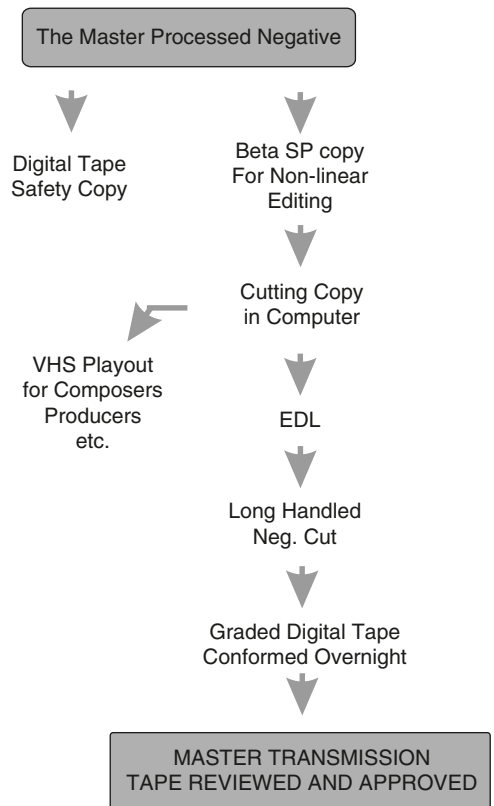 The Master Processed Negative
Digital Tape
Safety Copy
Beta SP copy
For Non-linear
Editing
Cutting Copy
in Computer
VHS Playout
for Composers
Producers
etc.
EDL
Long Handled
Neg. Cut
Graded Digital Tape
Conformed Overnight
MASTER TRANSMISSION
TAPE REVIEWED AND APPROVED